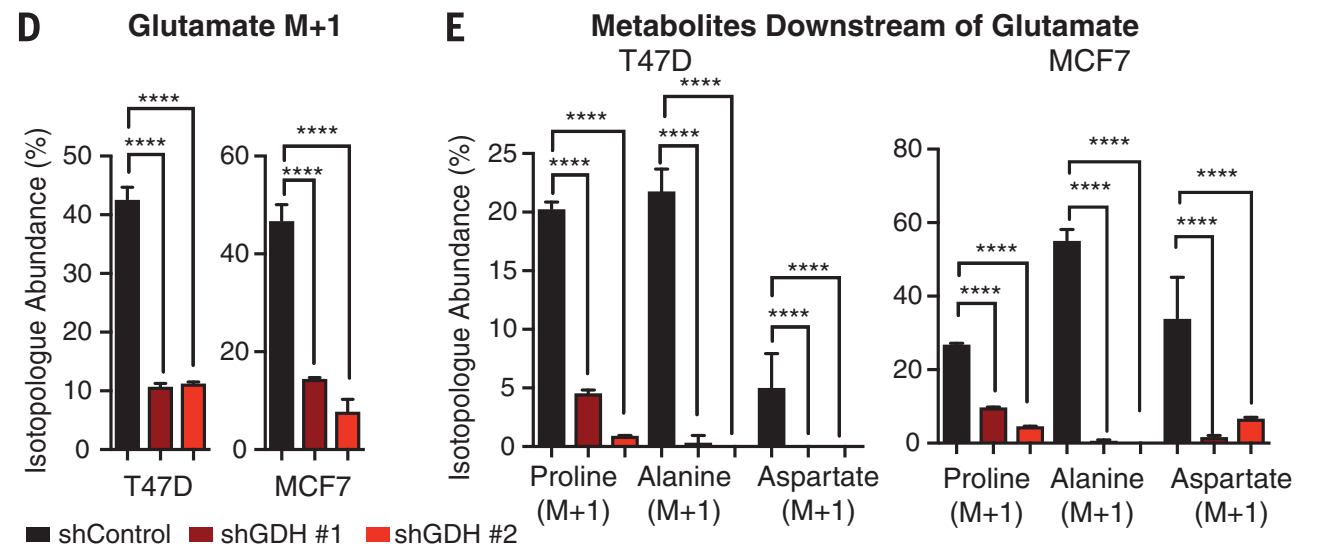 D Glutamate M+1
E Metabolites Downstream of Glutamate
T47D MCF7
Isotopologue Abundance (%)
50
40
30
20
10
0
**** ****
T47D
60
40
20
0
**** ****
MCF7
Isotopologue Abundance (%)
25
20
15
10
5
0
**** **** **** **** **** ****
Proline Alanine Aspartate
(M+1) (M+1) (M+1)
80
60
40
20
0
**** **** **** **** **** ****
Proline Alanine Aspartate
(M+1) (M+1) (M+1)
shControl shGDH #1 shGDH #2